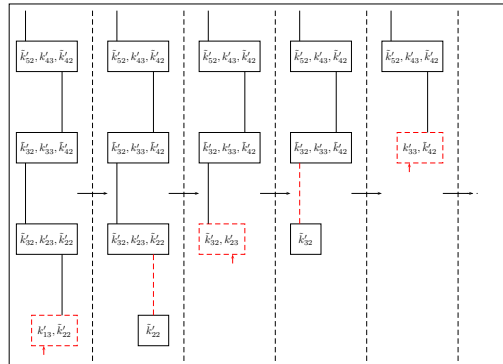 k̃′52, k′43, k̃′42
k̃′52, k′43, k̃′42
k̃′52, k′43, k̃′42
k̃′52, k′43, k̃′42
k̃′52, k′43, k̃′42
k̃′32, k′33, k̃′42
k̃′32, k′33, k̃′42
k̃′32, k′33, k̃′42
k̃′32, k′33, k̃′42
k′33, k̃′42
k̃′32, k′23, k̃′22
k̃′32, k′23, k̃′22
k̃′32, k′23
k̃′32
k′13, k̃′22
k̃′22